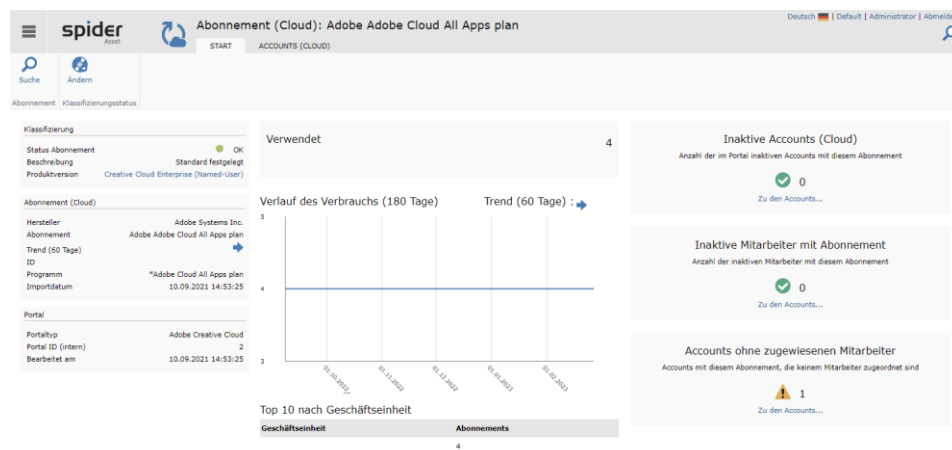 Deutsch | Default | Administrator | Abmelde
spider
Asset
Abonnement (Cloud): Adobe Adobe Cloud All Apps plan
START ACCOUNTS (CLOUD)
Suche Ändern
Abonnement Klassifizierungsstatus
Klassifizierung
Status Abonnement OK
Beschreibung Standard festgelegt
Produktversion Creative Cloud Enterprise (Named-User)
Abonnement (Cloud)
Hersteller Adobe Systems Inc.
Abonnement Adobe Adobe Cloud All Apps plan
Trend (60 Tage)
ID
Programm *Adobe Cloud All Apps plan
Importdatum 10.09.2021 14:53:25
Portal
Portaltyp Adobe Creative Cloud
Portal ID (intern) 2
Bearbeitet am 10.09.2021 14:53:25
Verwendet 4
Verlauf des Verbrauchs (180 Tage) Trend (60 Tage) :
5
4
3
01.10.2022 01.11.2022 01.12.2022 01.01.2023 01.02.2023
Top 10 nach Geschäftseinheit
Geschäftseinheit Abonnements
4
Inaktive Accounts (Cloud)
Anzahl der im Portal inaktiven Accounts mit diesem Abonnement
0
Zu den Accounts...
Inaktive Mitarbeiter mit Abonnement
Anzahl der inaktiven Mitarbeiter mit diesem Abonnement
0
Zu den Accounts...
Accounts ohne zugewiesenen Mitarbeiter
Accounts mit diesem Abonnement, die keinem Mitarbeiter zugeordnet sind
1
Zu den Accounts...